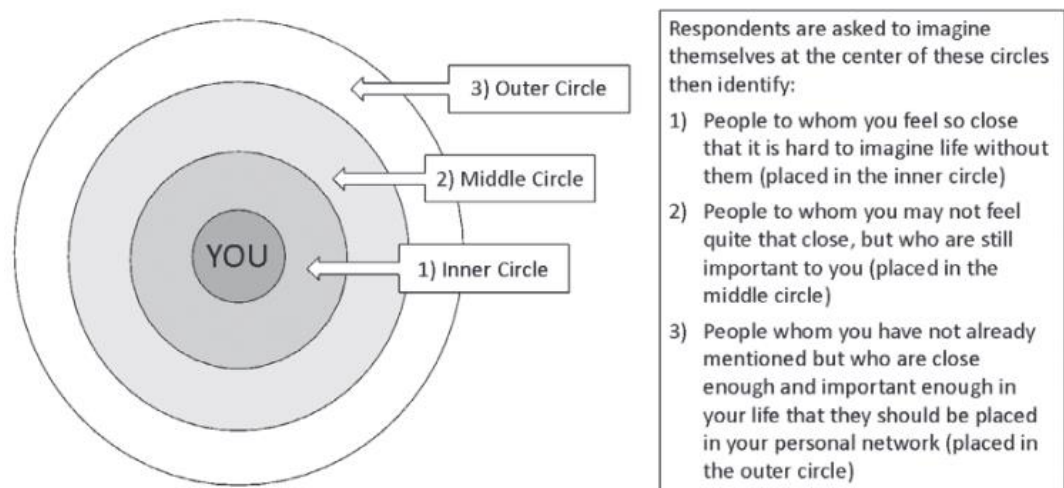 YOU
3) Outer Circle
2) Middle Circle
1) Inner Circle
Respondents are asked to imagine
themselves at the center of these circles
then identify:
1) People to whom you feel so close
that it is hard to imagine life without
them (placed in the inner circle)
2) People to whom you may not feel
quite that close, but who are still
important to you (placed in the
middle circle)
3) People whom you have not already
mentioned but who are close
enough and important enough in
your life that they should be placed
in your personal network (placed in
the outer circle)